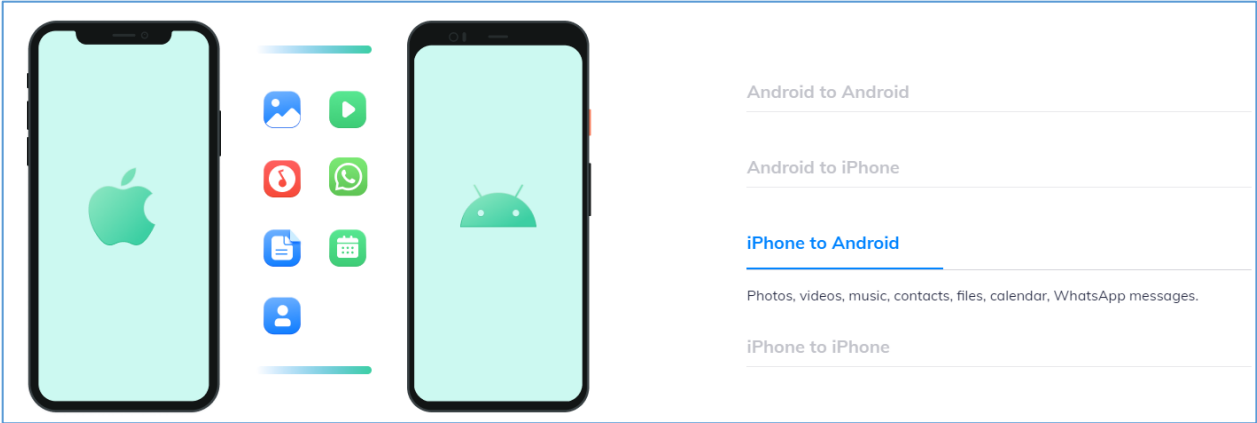 Android to Android
Android to iPhone
iPhone to Android
Photos, videos, music, contacts, files, calendar, WhatsApp messages.
iPhone to iPhone